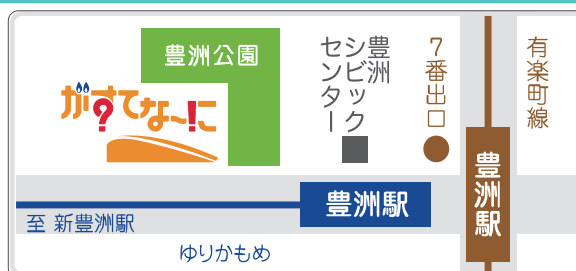 豊洲公園
がすてな〜に
?
!
豊洲
シビック
センター
7番出口
有楽町線
豊洲駅
豊洲駅
至 新豊洲駅
ゆりかもめ